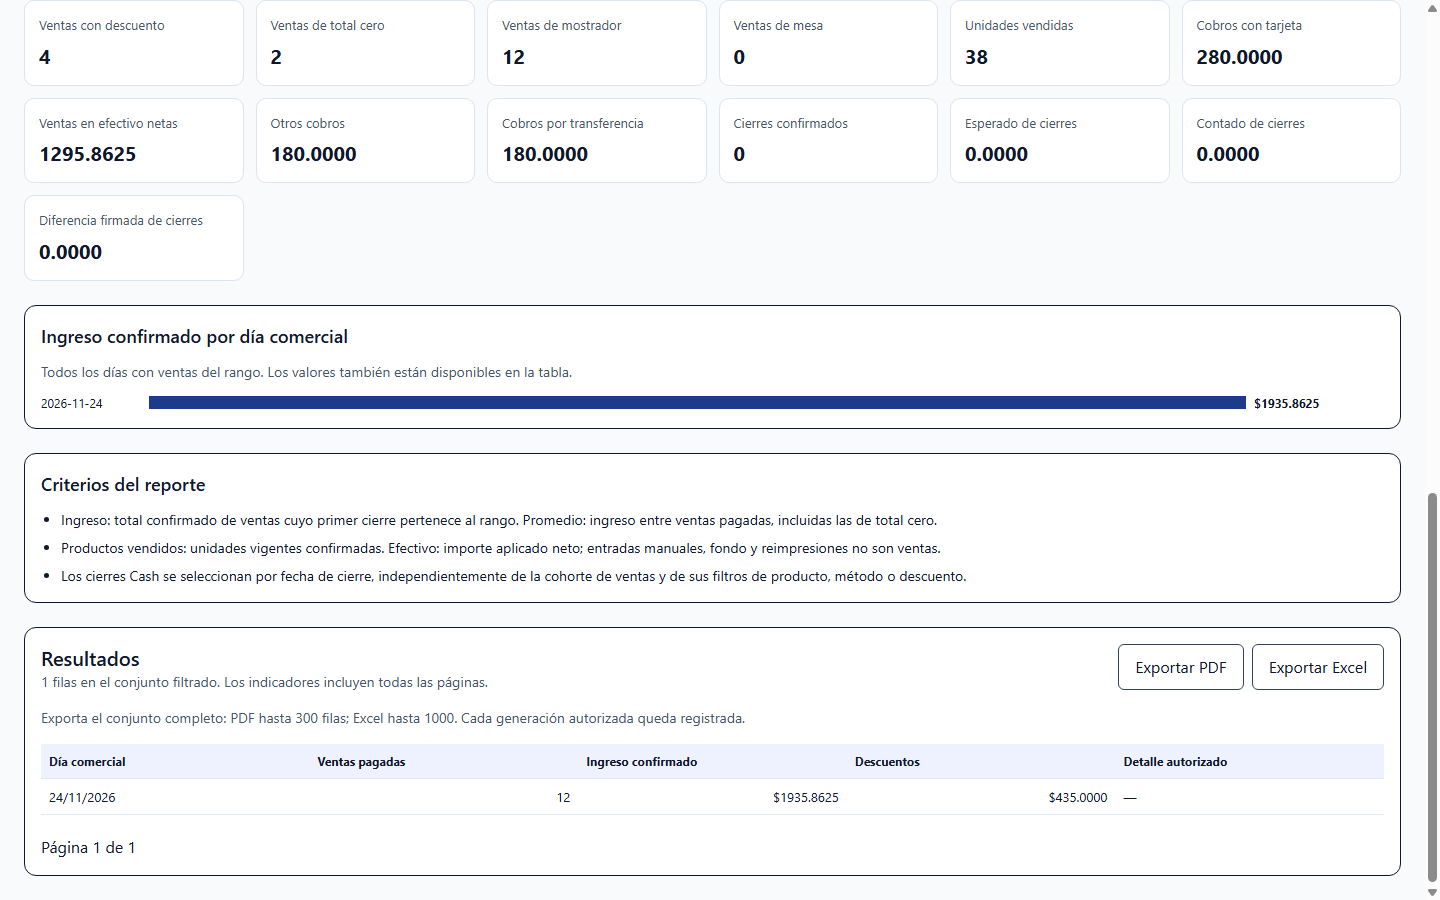 Ventas con descuento
4
Ventas de total cero
2
Ventas de mostrador
12
Ventas de mesa
0
Unidades vendidas
38
Cobros con tarjeta
280.0000
Ventas en efectivo netas
1295.8625
Otros cobros
180.0000
Cobros por transferencia
180.0000
Cierres confirmados
0
Esperado de cierres
0.0000
Contado de cierres
0.0000
Diferencia firmada de cierres
0.0000
Ingreso confirmado por día comercial
Todos los días con ventas del rango. Los valores también están disponibles en la tabla.
2026-11-24 $1935.8625
Criterios del reporte
• Ingreso: total confirmado de ventas cuyo primer cierre pertenece al rango. Promedio: ingreso entre ventas pagadas, incluidas las de total cero.
• Productos vendidos: unidades vigentes confirmadas. Efectivo: importe aplicado neto; entradas manuales, fondo y reimpresiones no son ventas.
• Los cierres Cash se seleccionan por fecha de cierre, independientemente de la cohorte de ventas y de sus filtros de producto, método o descuento.
Resultados
1 filas en el conjunto filtrado. Los indicadores incluyen todas las páginas.
Exportar PDF Exportar Excel
Exporta el conjunto completo: PDF hasta 300 filas; Excel hasta 1000. Cada generación autorizada queda registrada.
Día comercial Ventas pagadas Ingreso confirmado Descuentos Detalle autorizado
24/11/2026 12 $1935.8625 $435.0000 —
Página 1 de 1